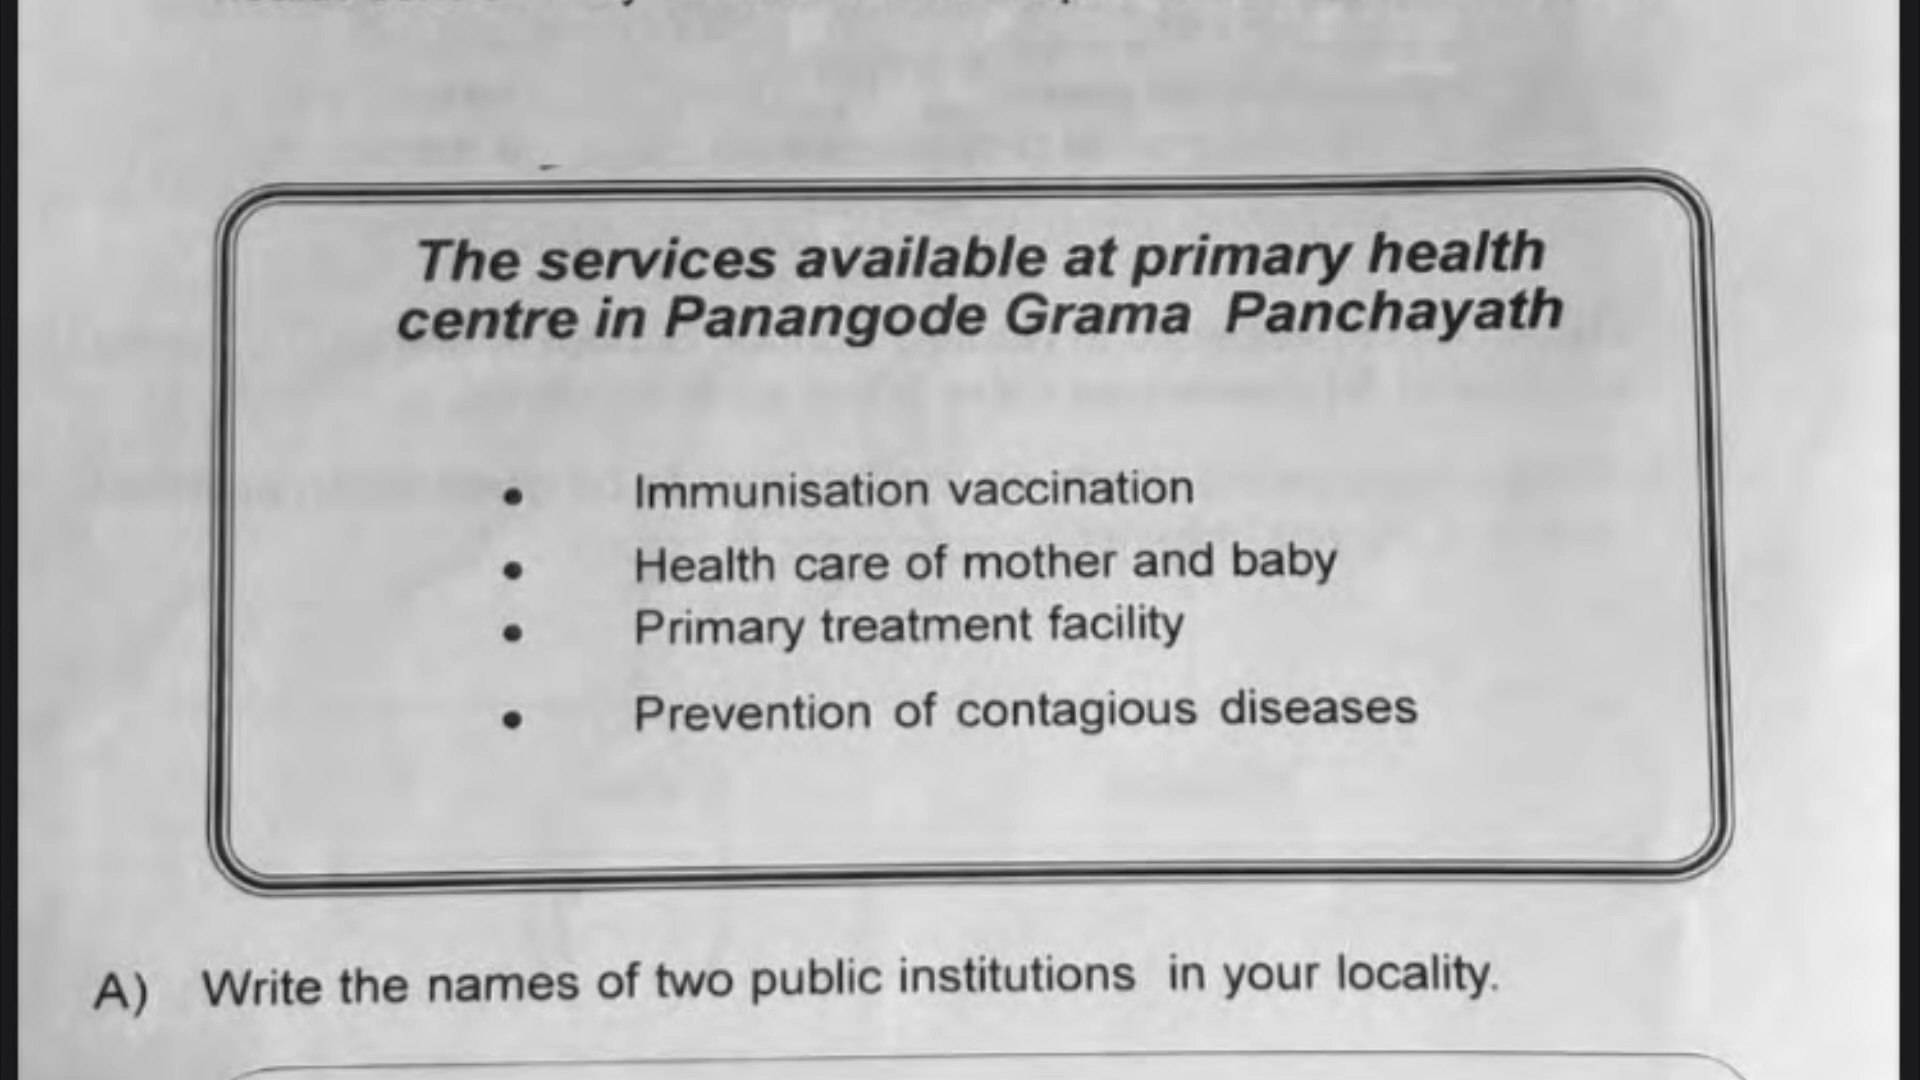 The services available at primary health
centre in Panangode Grama Panchayath
• Immunisation vaccination
• Health care of mother and baby
• Primary treatment facility
• Prevention of contagious diseases
A) Write the names of two public institutions in your locality.